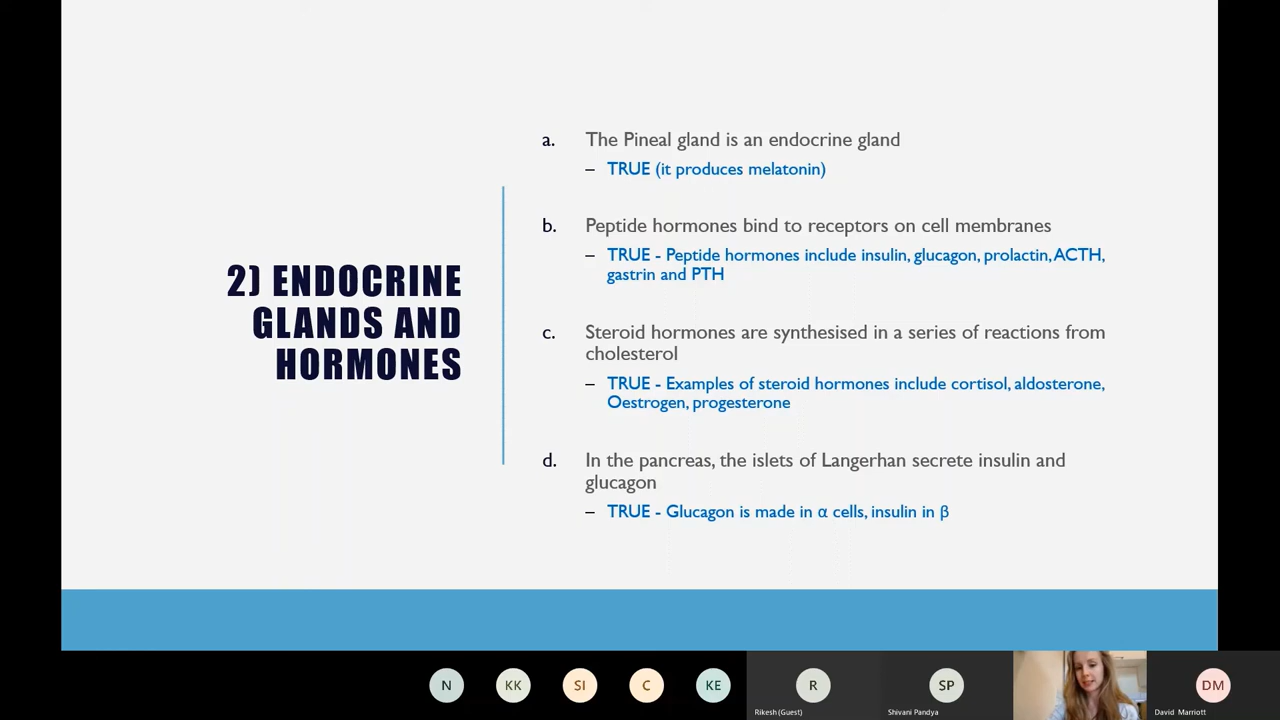 2) ENDOCRINE
GLANDS AND
HORMONES
a. The Pineal gland is an endocrine gland
– TRUE (it produces melatonin)
b. Peptide hormones bind to receptors on cell membranes
– TRUE - Peptide hormones include insulin, glucagon, prolactin, ACTH,
gastrin and PTH
c. Steroid hormones are synthesised in a series of reactions from
cholesterol
– TRUE - Examples of steroid hormones include cortisol, aldosterone,
Oestrogen, progesterone
d. In the pancreas, the islets of Langerhan secrete insulin and
glucagon
– TRUE - Glucagon is made in α cells, insulin in β
N KK SI C KE R SP DM
Rikesh (Guest) Shivani Pandya David Marriott